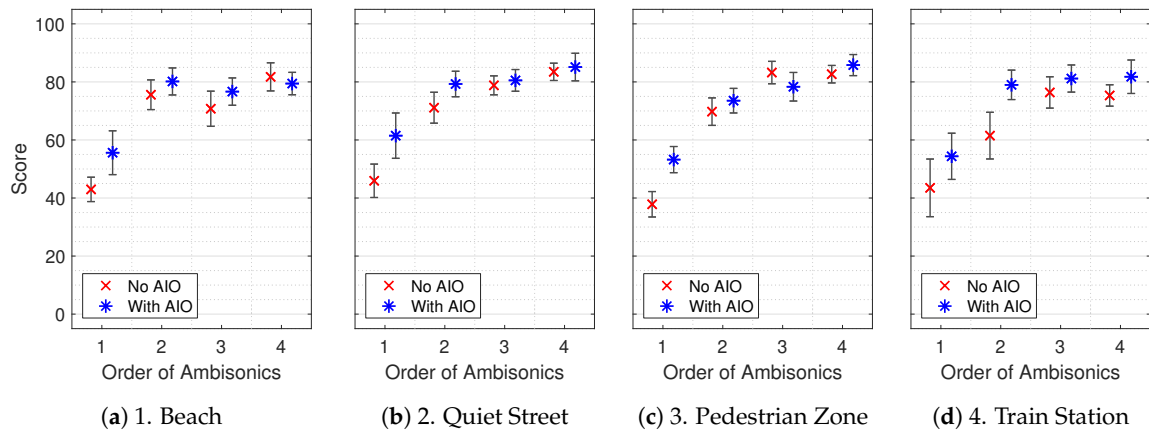 100
80
60
40
20
0
Score
No AIO
With AIO
1 2 3 4
Order of Ambisonics
(a) 1. Beach
No AIO
With AIO
1 2 3 4
Order of Ambisonics
(b) 2. Quiet Street
No AIO
With AIO
1 2 3 4
Order of Ambisonics
(c) 3. Pedestrian Zone
No AIO
With AIO
1 2 3 4
Order of Ambisonics
(d) 4. Train Station